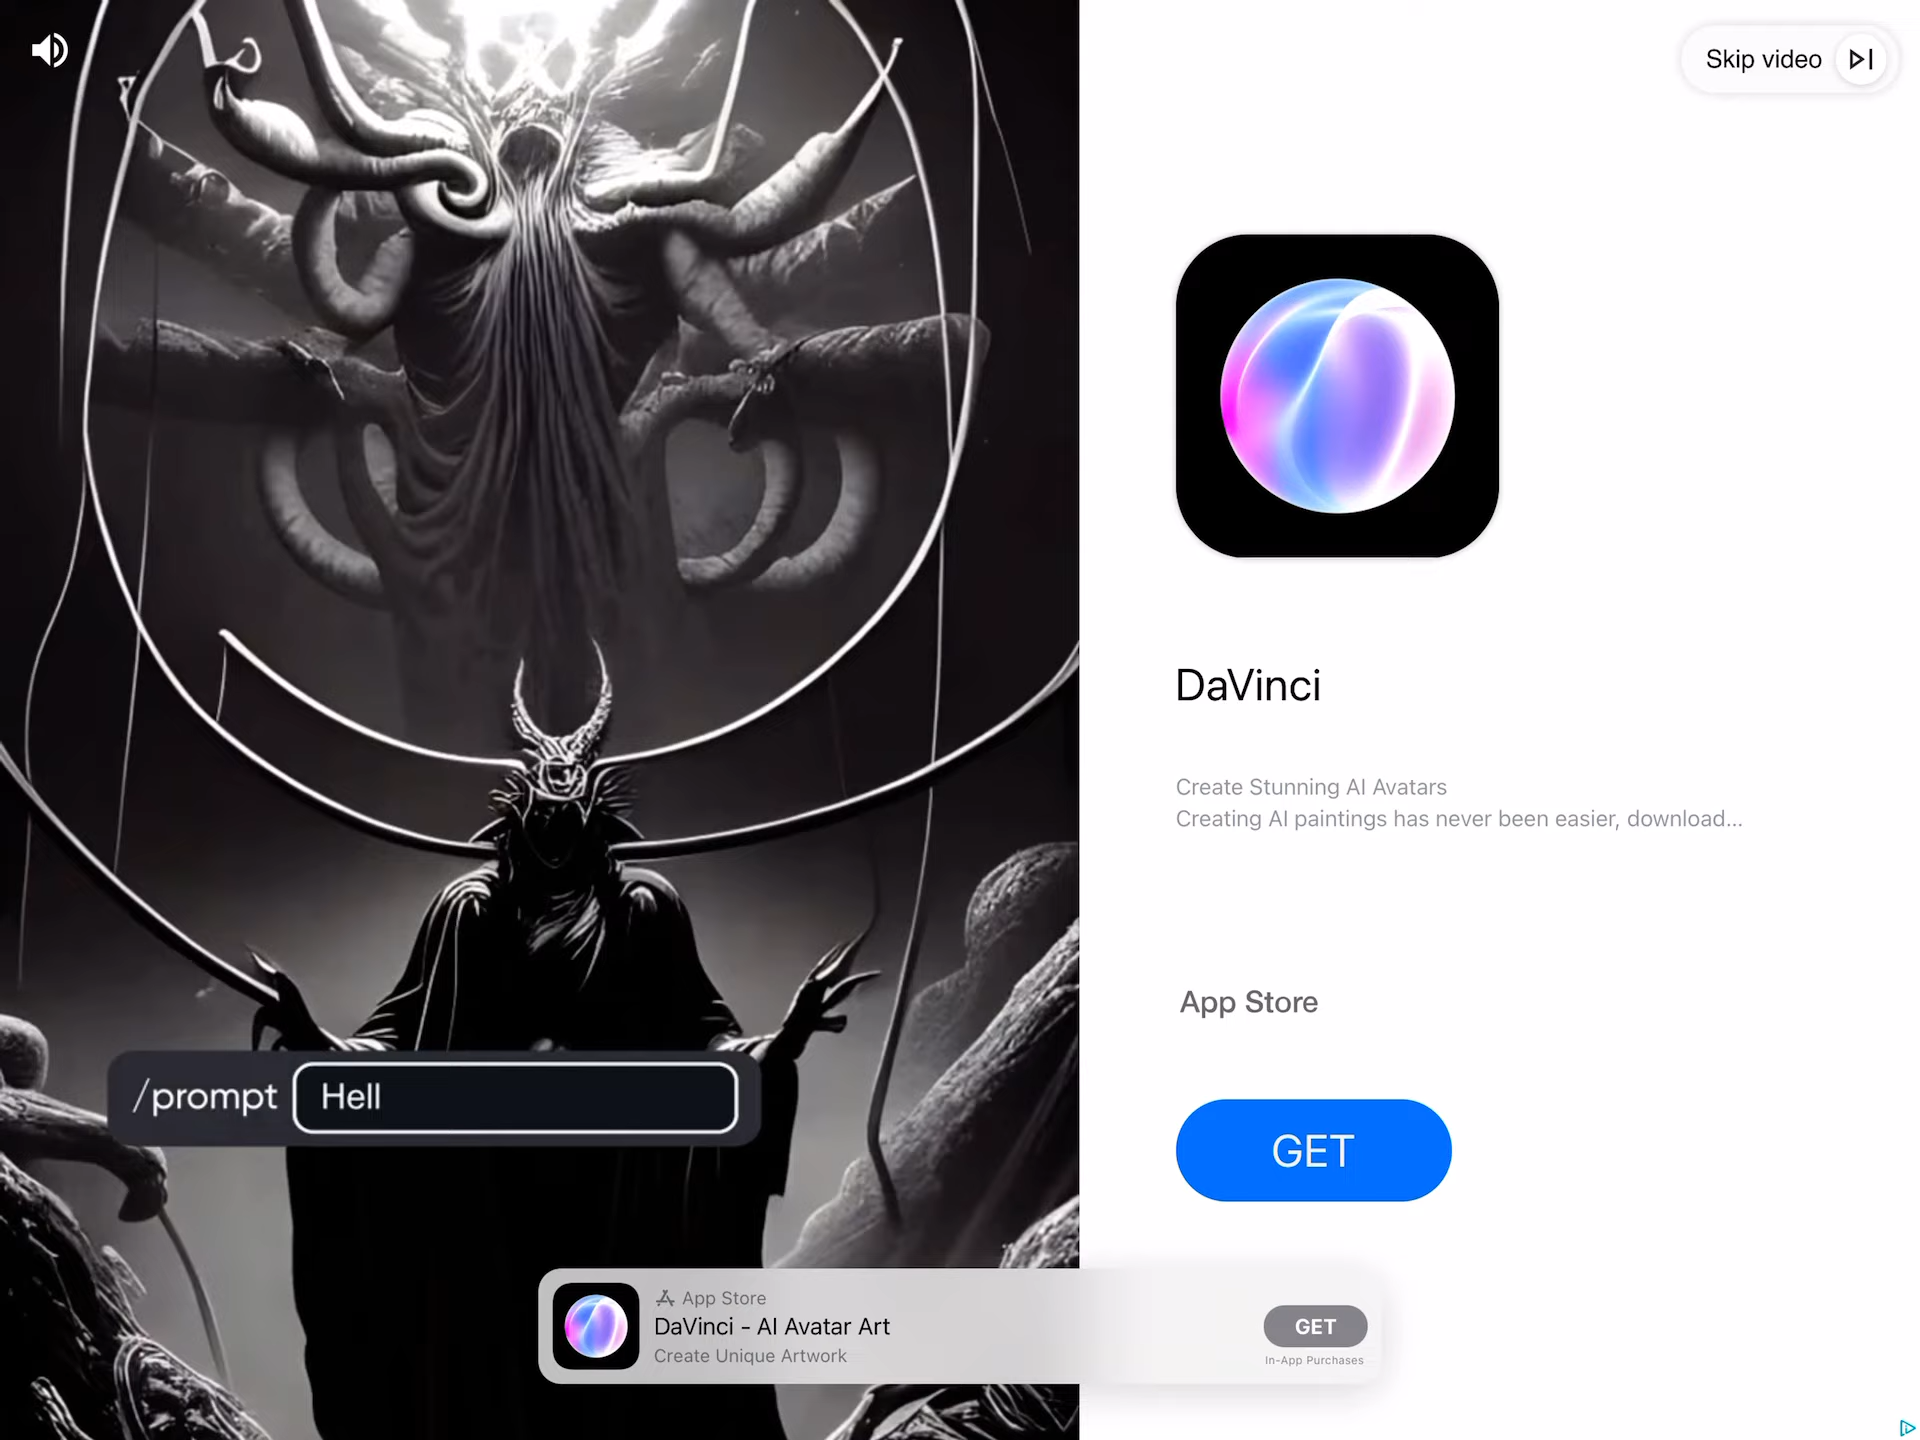 Skip video
DaVinci
Create Stunning AI Avatars
Creating AI paintings has never been easier, download...
App Store
/prompt Hell
GET
App Store
DaVinci - AI Avatar Art
Create Unique Artwork
GET
In-App Purchases